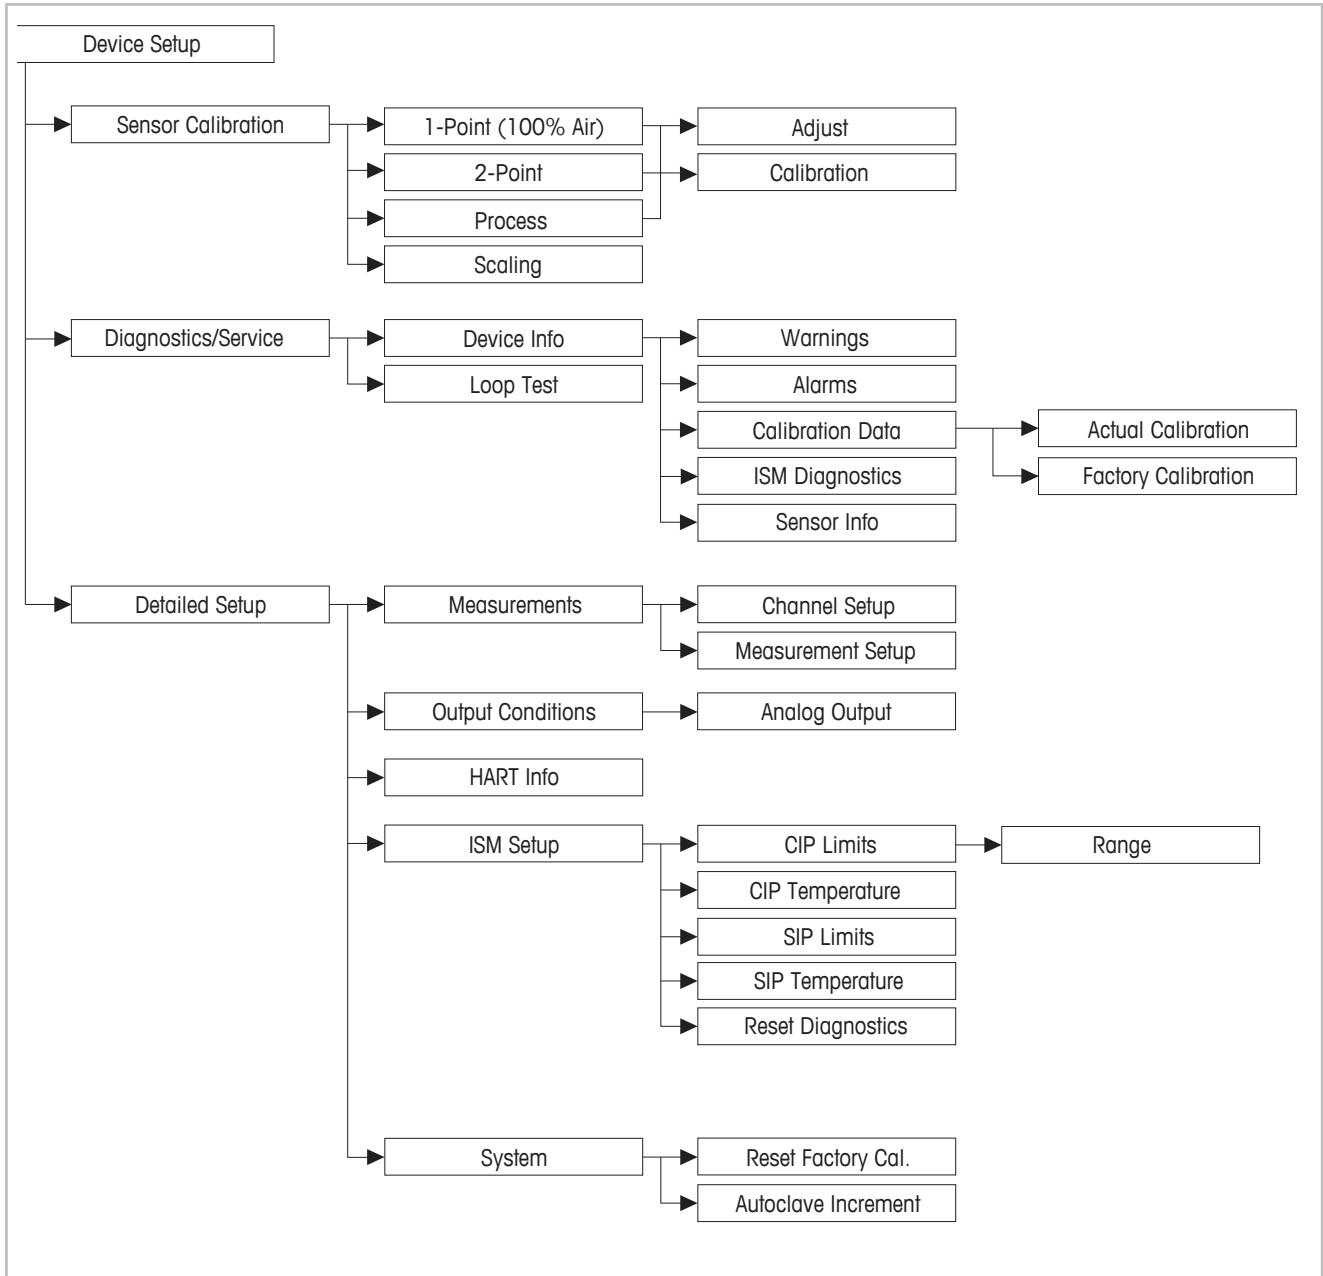 Device Setup
Sensor Calibration
1-Point (100% Air)
Adjust
2-Point
Calibration
Process
Scaling
Diagnostics/Service
Device Info
Warnings
Loop Test
Alarms
Calibration Data
Actual Calibration
ISM Diagnostics
Factory Calibration
Sensor Info
Detailed Setup
Measurements
Channel Setup
Measurement Setup
Output Conditions
Analog Output
HART Info
ISM Setup
CIP Limits
Range
CIP Temperature
SIP Limits
SIP Temperature
Reset Diagnostics
System
Reset Factory Cal.
Autoclave Increment